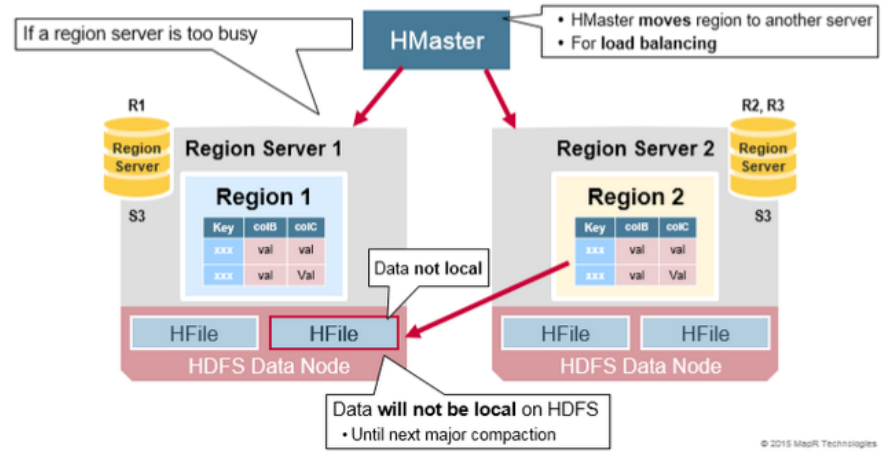 If a region server is too busy
HMaster
• HMaster moves region to another server
• For load balancing
R1
Region
Server
S3
Region Server 1
Region 1
Key colB colC
xxx val val
xxx val Val
Data not local
HFile HFile
HDFS Data Node
R2, R3
Region
Server
S3
Region Server 2
Region 2
Key colB colC
xxx val val
xxx val Val
HFile HFile
HDFS Data Node
Data will not be local on HDFS
• Until next major compaction
© 2015 MapR Technologies